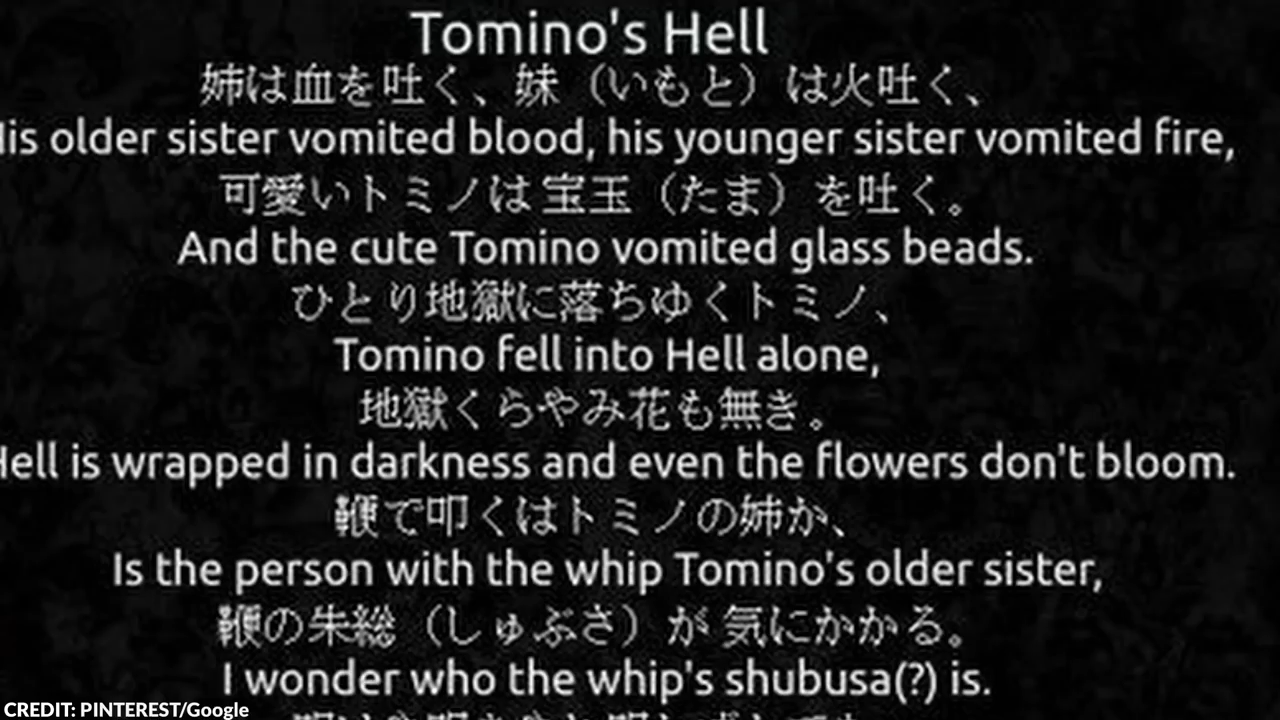 Tomino's Hell
姉は血を吐く、妹（いもと）は火吐く、
His older sister vomited blood, his younger sister vomited fire,
可愛いトミノは 宝玉（たま）を吐く。
And the cute Tomino vomited glass beads.
ひとり地獄に落ちゆくトミノ、
Tomino fell into Hell alone,
地獄くらやみ花も無き。
Hell is wrapped in darkness and even the flowers don't bloom.
鞭で叩くはトミノの姉か、
Is the person with the whip Tomino's older sister,
鞭の朱総（しゅぶさ）が 気にかかる。
I wonder who the whip's shubusa(?) is.
CREDIT: PINTEREST/Google